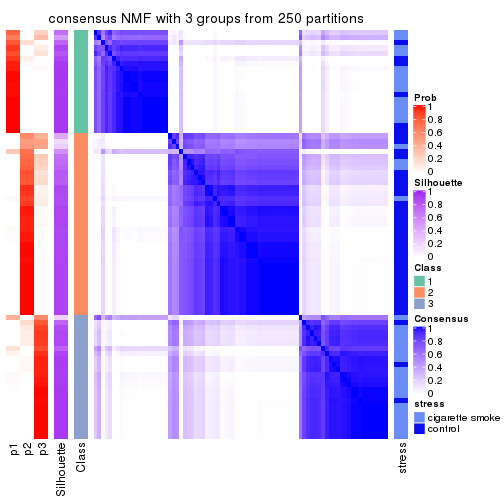 consensus NMF with 3 groups from 250 partitions
Prob
1
0.8
0.6
0.4
0.2
0
Silhouette
1
0.8
0.6
0.4
0.2
0
Class
1
2
3
Consensus
1
0.8
0.6
0.4
0.2
0
stress
cigarette smoke
control
p1
p2
p3
Silhouette
Class
stress